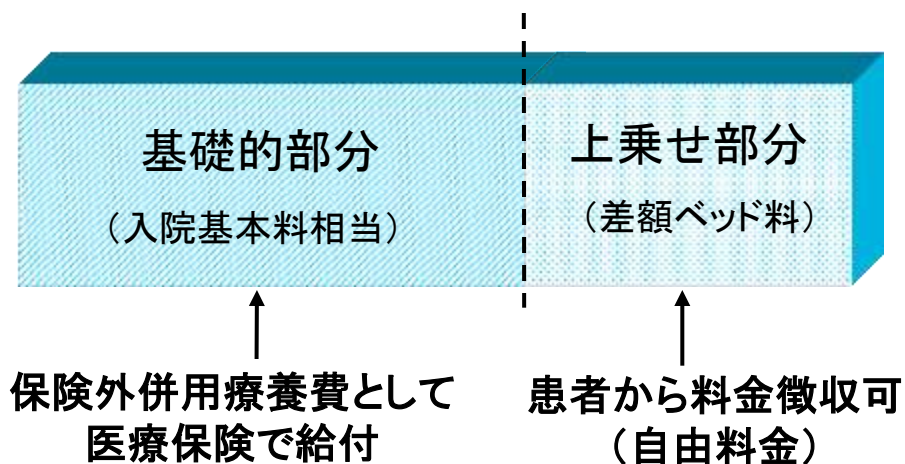 基礎的部分
（入院基本料相当）
上乗せ部分
（差額ベッド料）
保険外併用療養費として
医療保険で給付
患者から料金徴収可
（自由料金）